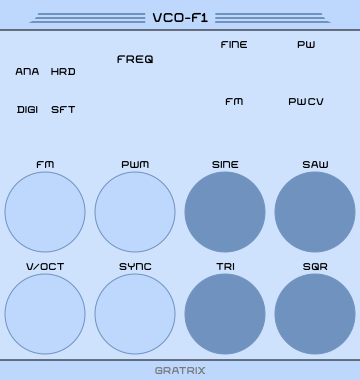 VCO-F1
FINE PW
FREQ
ANA HRD
FM PWCV
DIGI SFT
FM PWM SINE SAW
V/OCT SYNC TRI SQR
GRATRIX